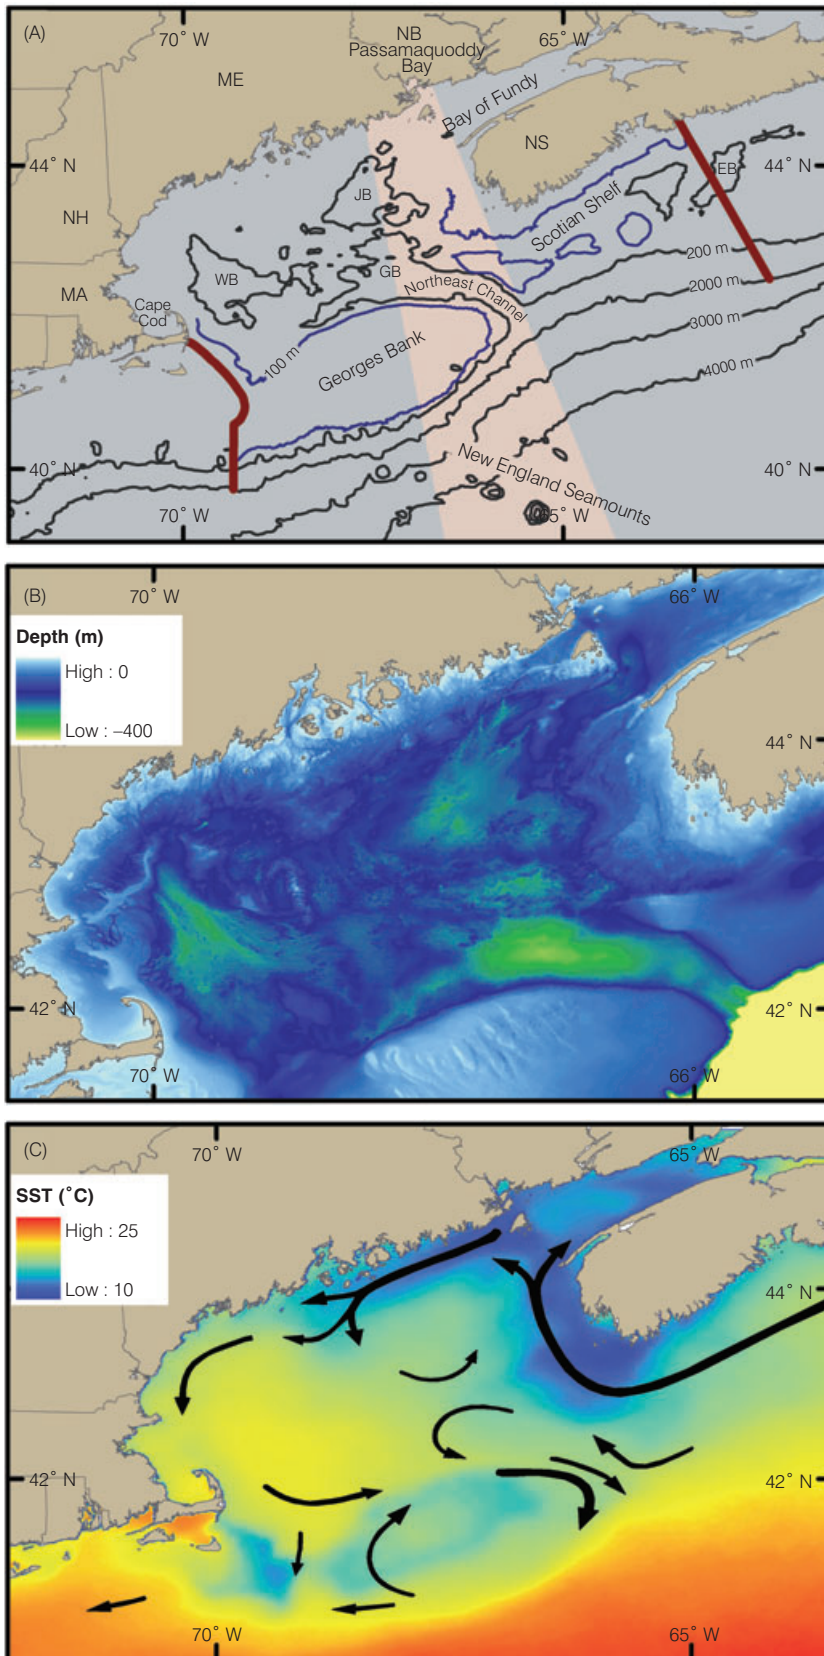 (A)
70° W
NB
65° W
Passamaquoddy
Bay
ME
Bay of Fundy
NS
44° N
44° N
EB
JB
Scotian Shelf
NH
200 m
GB
WB
Northeast Channel
2000 m
MA
Cape
Cod
3000 m
100 m
Georges Bank
4000 m
40° N
40° N
New England Seamounts
70° W
65° W
(B)
70° W
66° W
Depth (m)
High : 0
Low : –400
44° N
42° N
42° N
70° W
66° W
(C)
70° W
65° W
SST (˚C)
High : 25
Low : 10
44° N
42° N
42° N
70° W
65° W